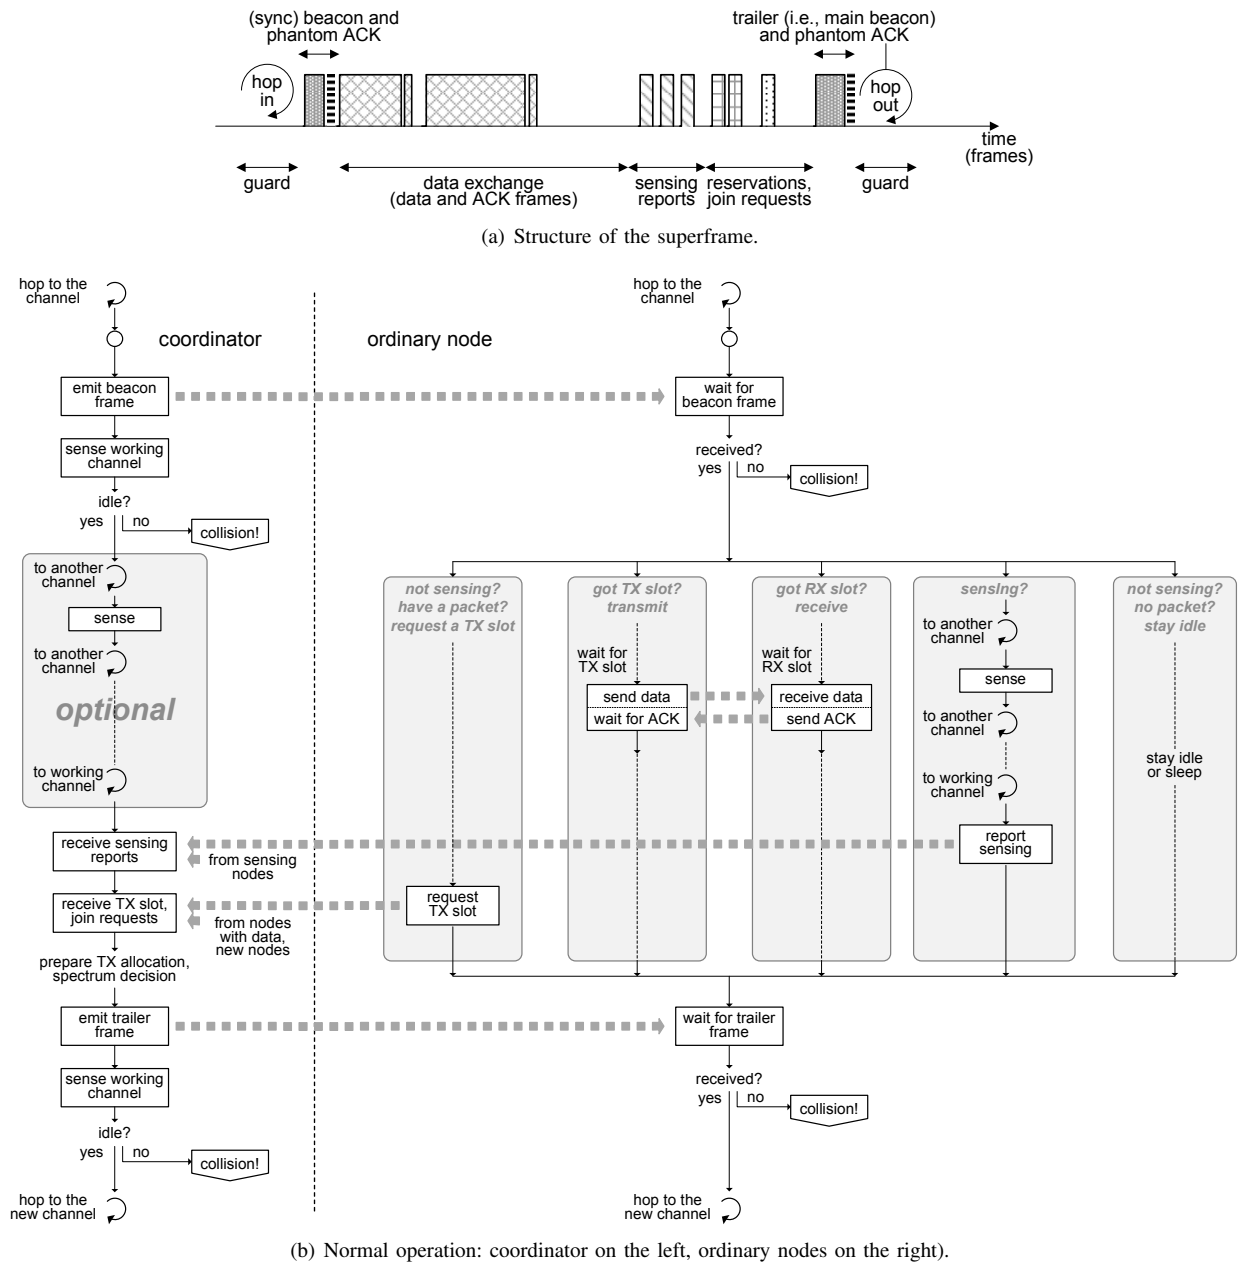 (sync) beacon and
phantom ACK
trailer (i.e., main beacon)
and phantom ACK
hop
in
hop
out
time
(frames)
guard
data exchange
(data and ACK frames)
sensing
reports
reservations,
join requests
guard
(a) Structure of the superframe.
hop to the
channel
hop to the
channel
coordinator
ordinary node
emit beacon
frame
wait for
beacon frame
sense working
channel
received?
yes
no
collision!
idle?
yes
no
collision!
to another
channel
sense
to another
channel
optional
to working
channel
not sensing?
have a packet?
request a TX slot
got TX slot?
transmit
wait for
TX slot
send data
wait for ACK
got RX slot?
receive
wait for
RX slot
receive data
send ACK
sensIng?
to another
channel
sense
to another
channel
to working
channel
report
sensing
not sensing?
no packet?
stay idle
stay idle
or sleep
receive sensing
reports
from sensing
nodes
receive TX slot,
join requests
from nodes
with data,
new nodes
request
TX slot
prepare TX allocation,
spectrum decision
emit trailer
frame
wait for trailer
frame
sense working
channel
received?
yes
no
collision!
idle?
yes
no
collision!
hop to the
new channel
hop to the
new channel
(b) Normal operation: coordinator on the left, ordinary nodes on the right).